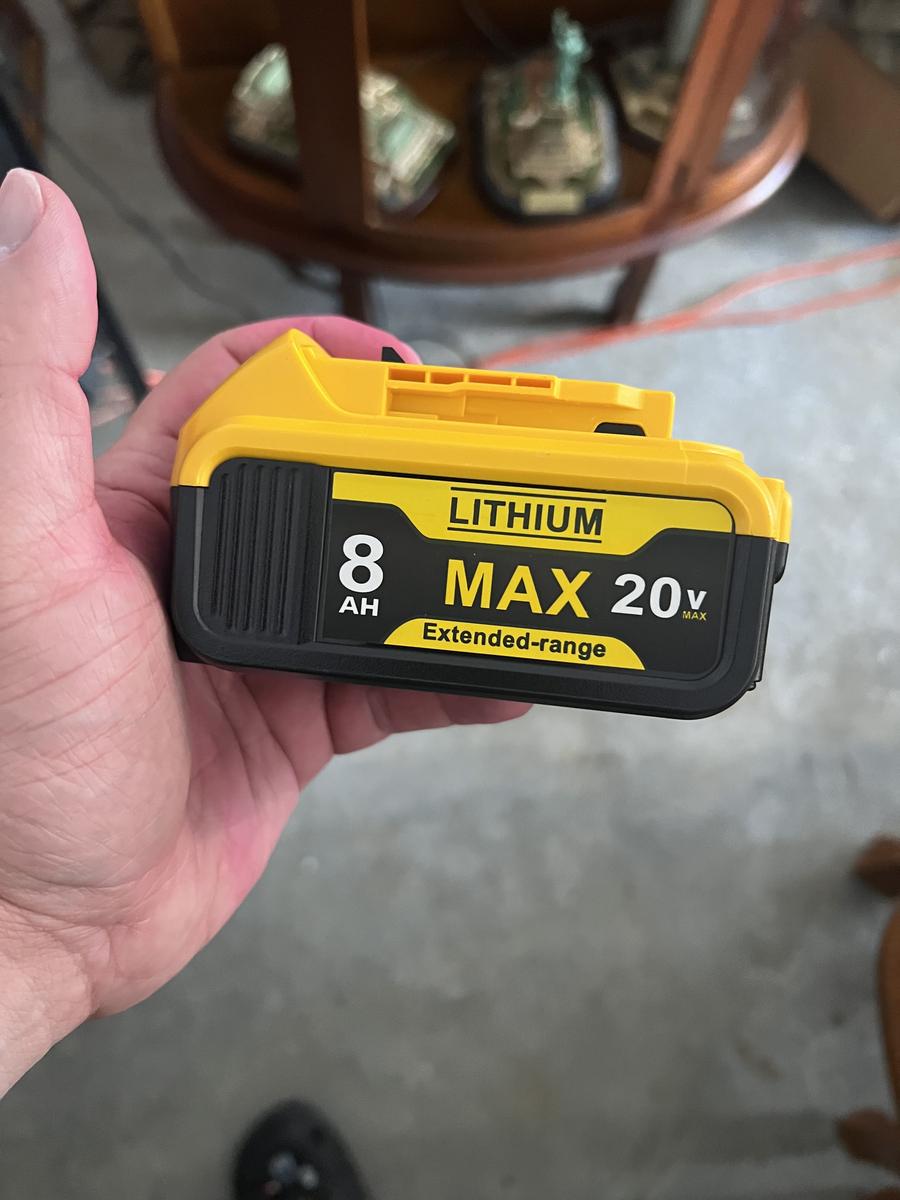 LITHIUM
8
AH
MAX
20v
MAX
Extended-range